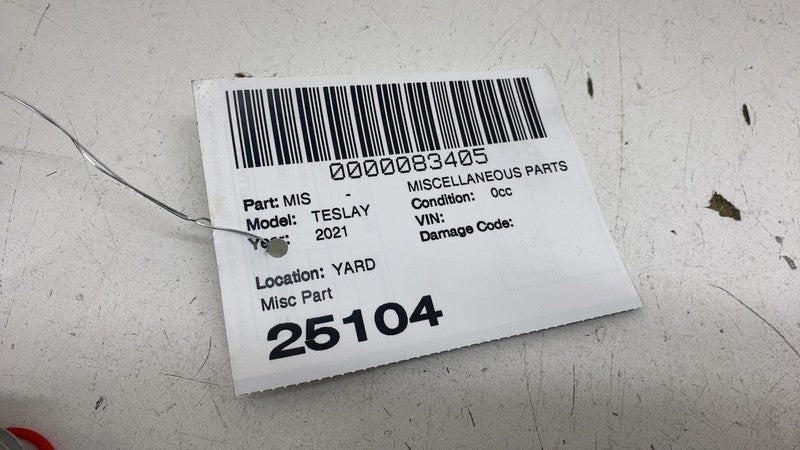 0000083405
Part: MIS - MISCELLANEOUS PARTS
Model: TESLAY Condition: 0cc
Year: 2021 VIN:
Damage Code:
Location: YARD
Misc Part
25104